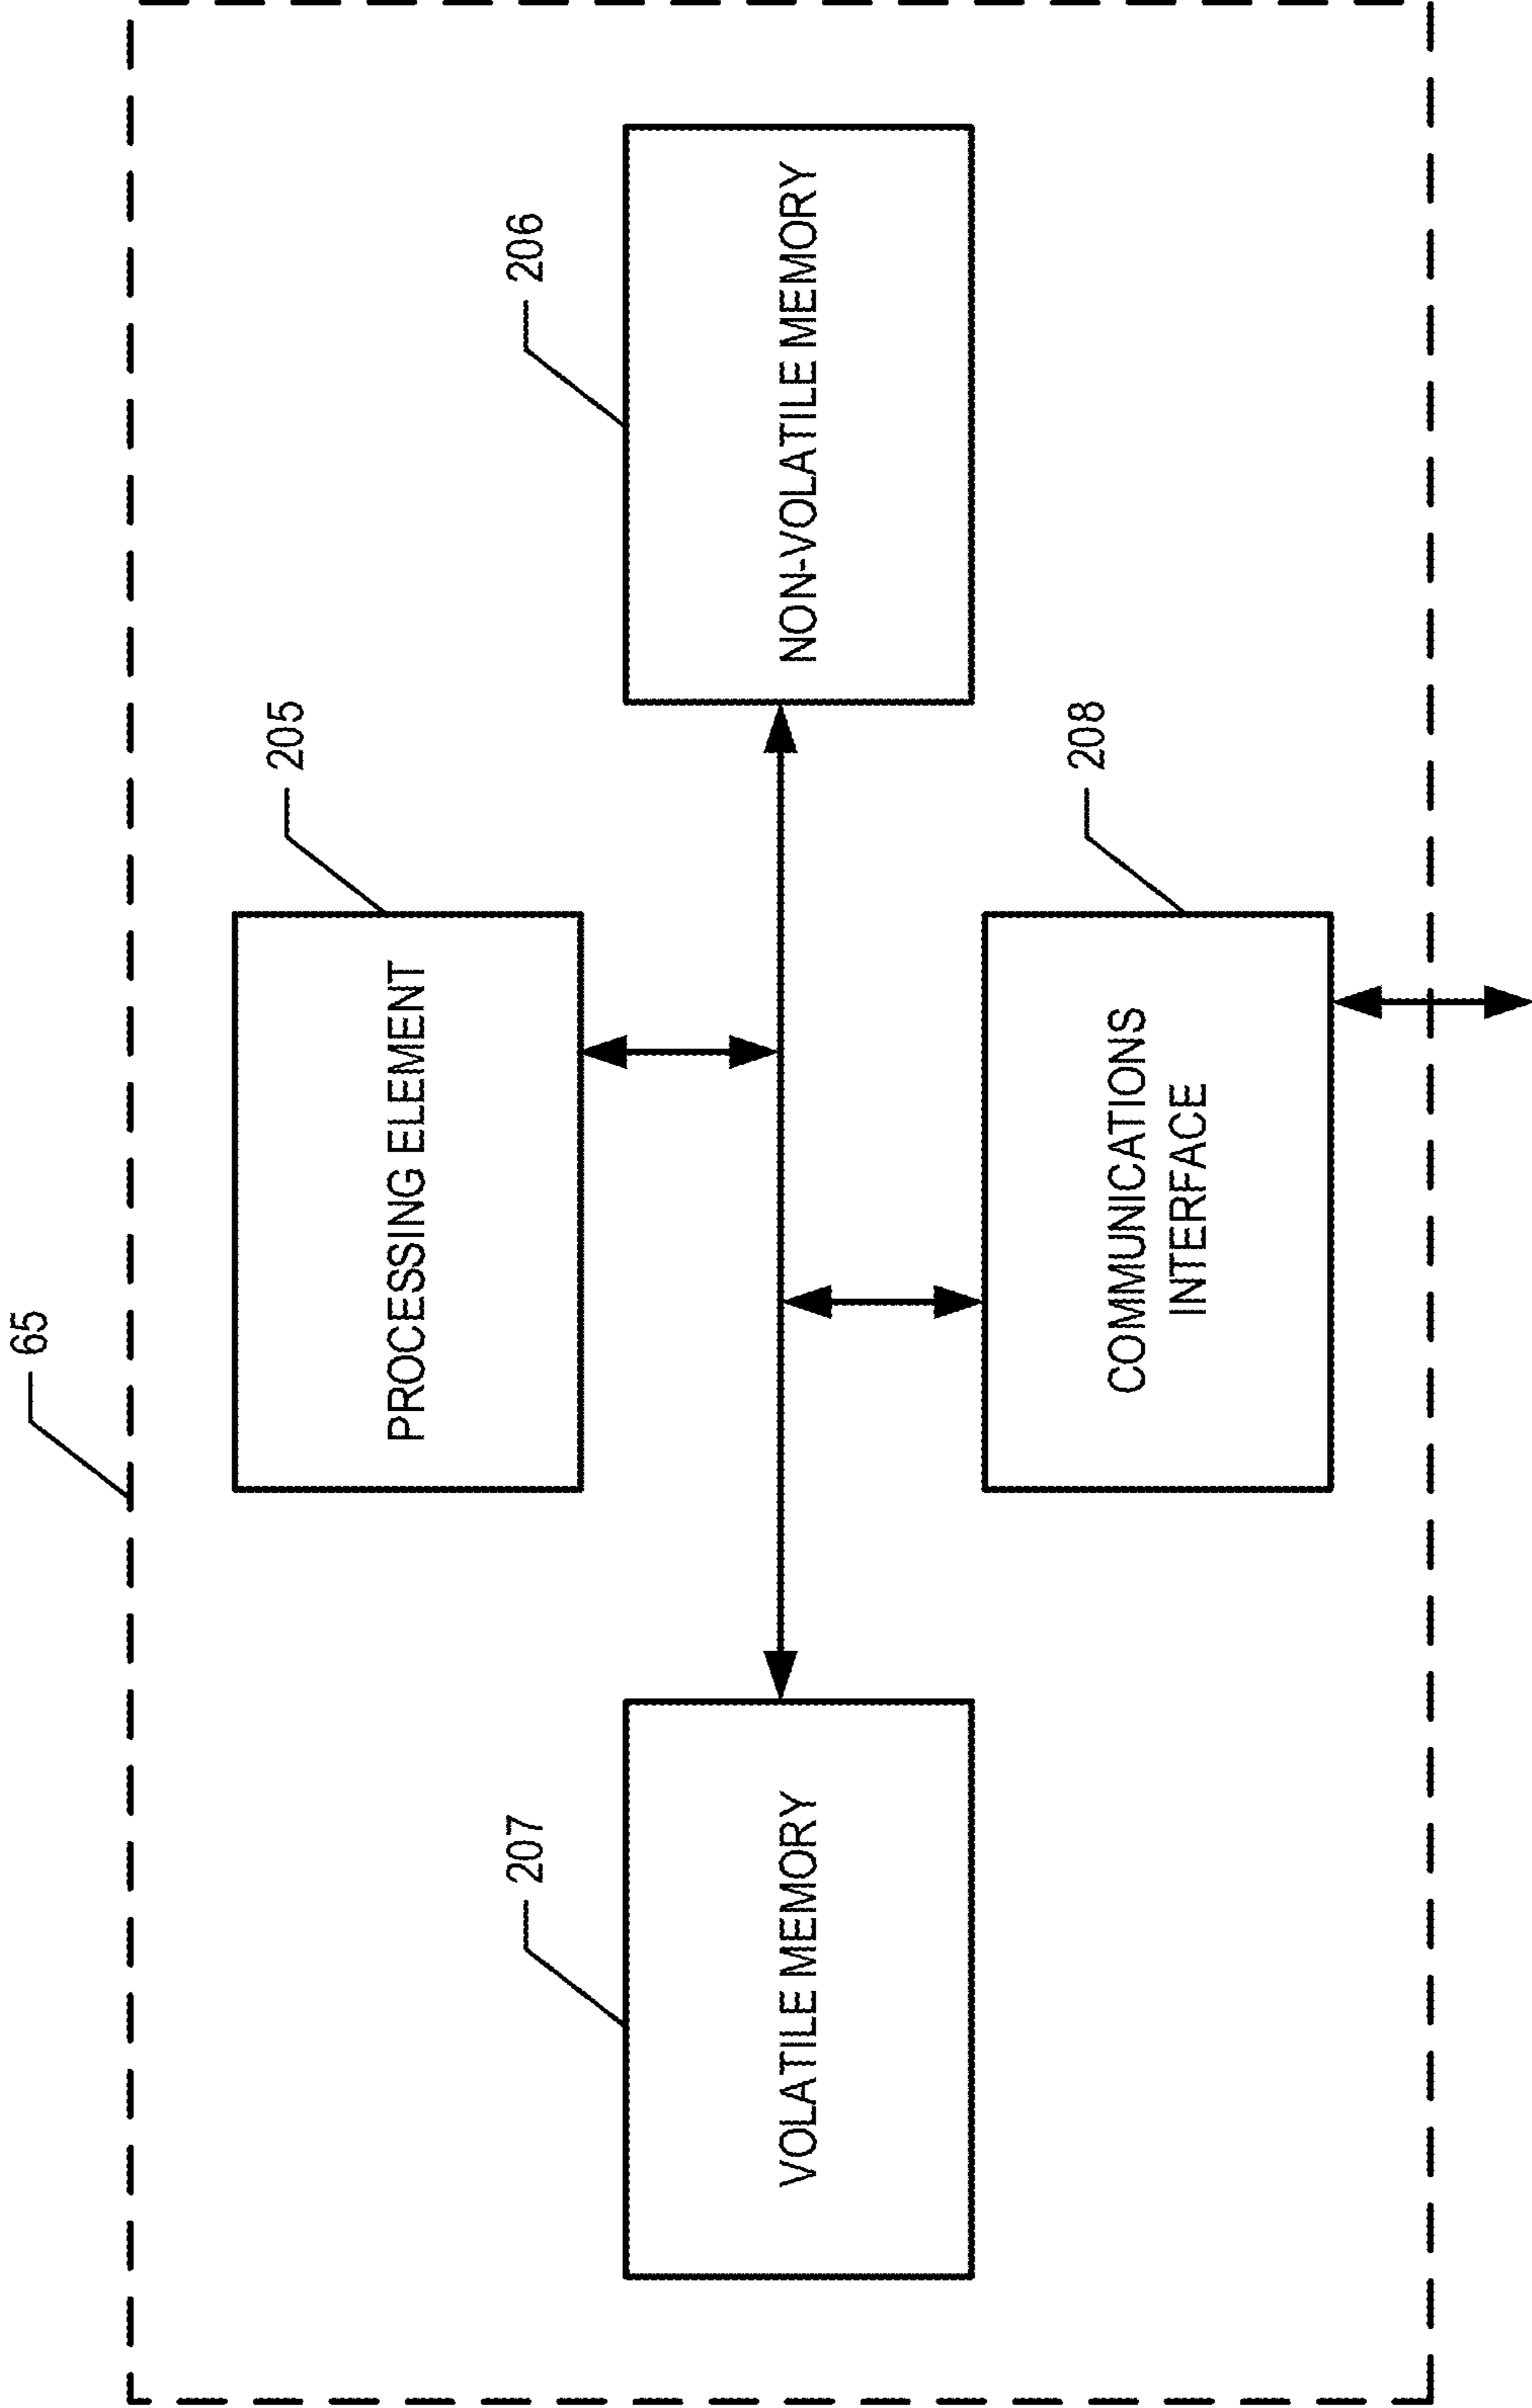 65
205
PROCESSING ELEMENT
207
VOLATILE MEMORY
206
NON-VOLATILE MEMORY
208
COMMUNICATIONS
INTERFACE